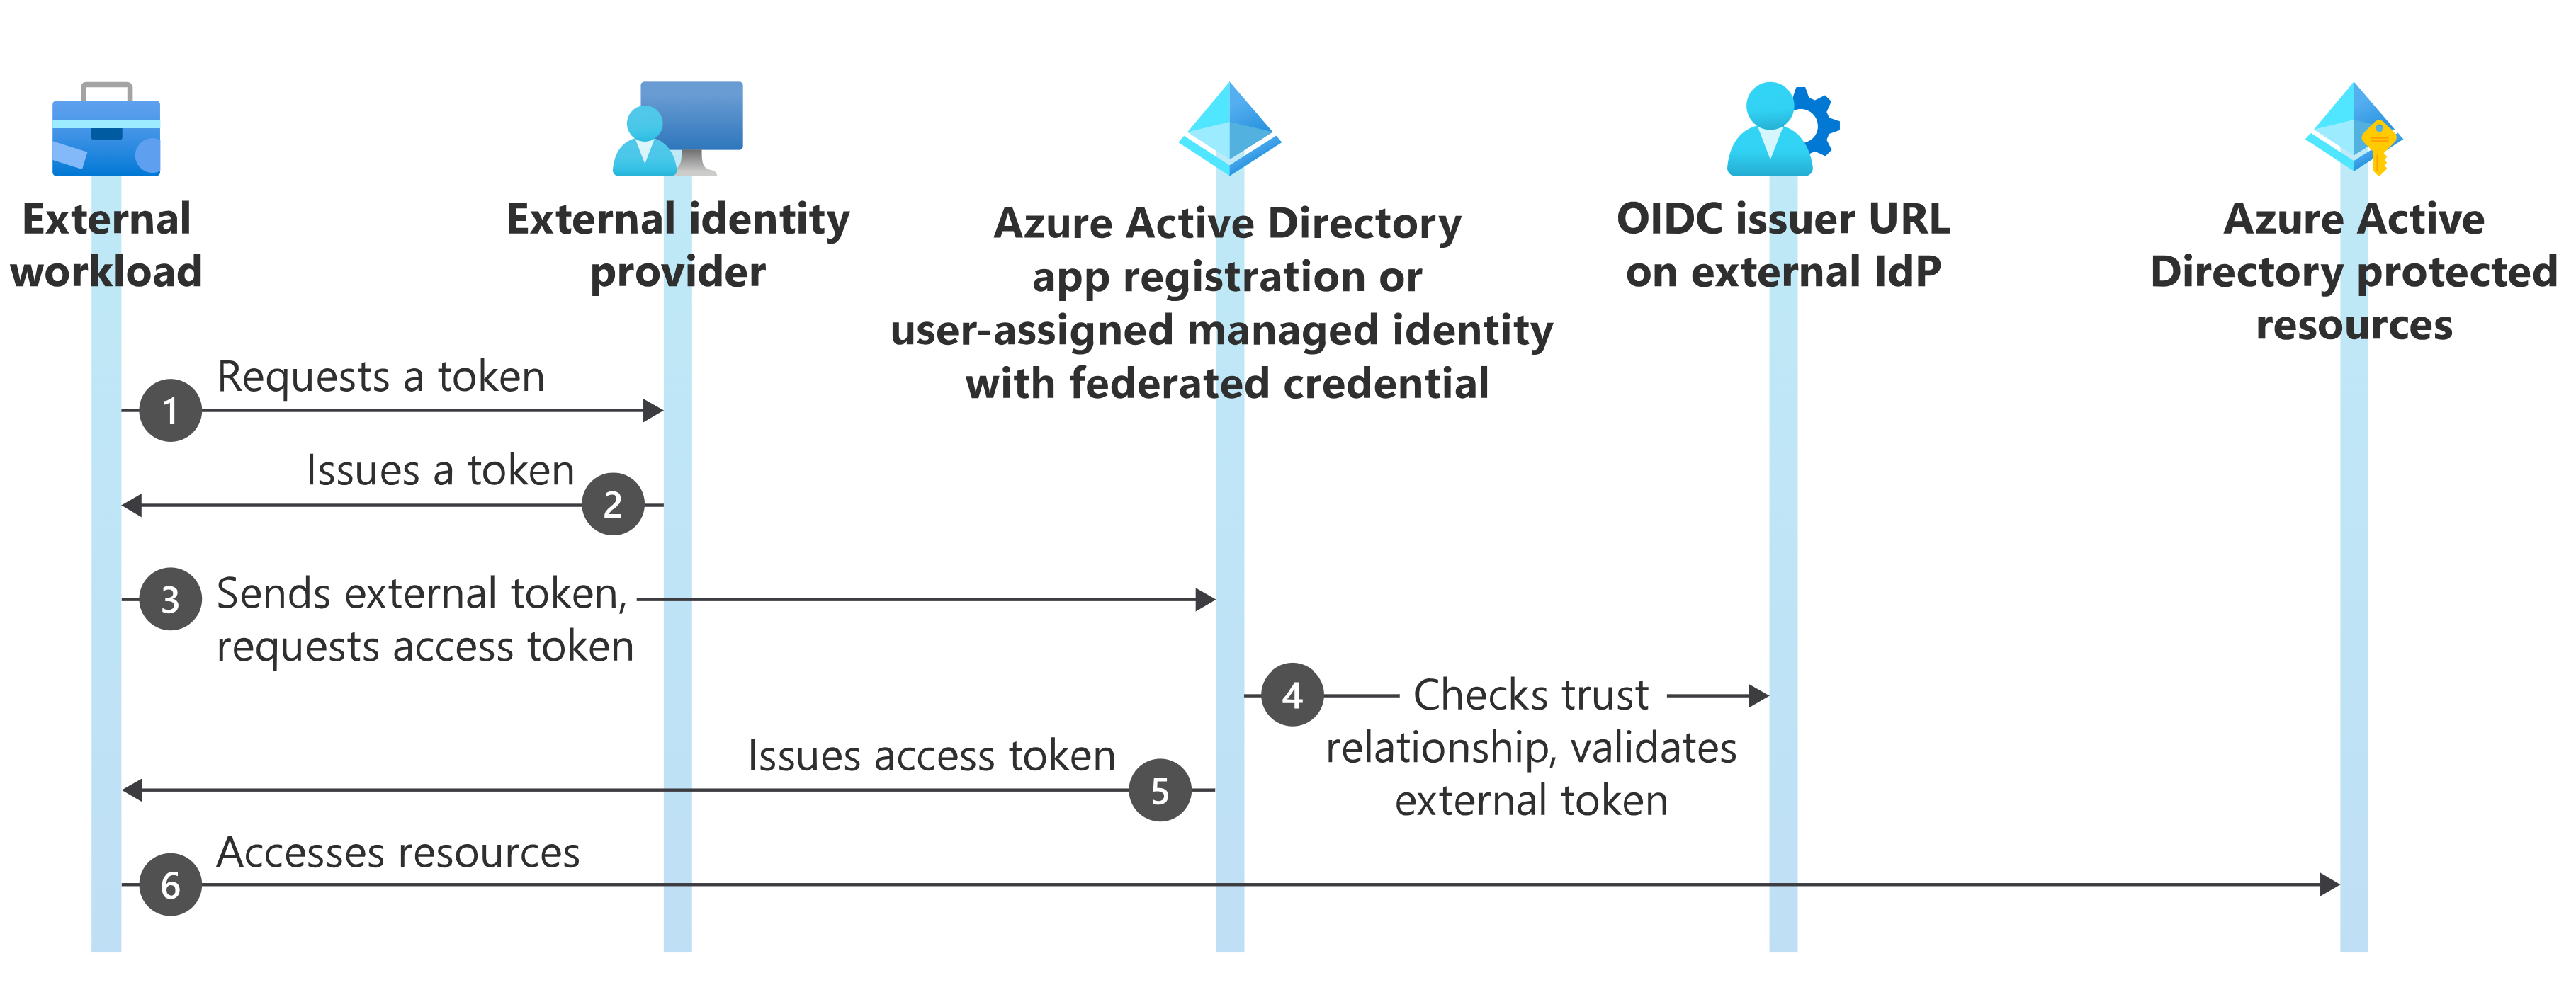 External
workload
External identity
provider
Azure Active Directory
app registration or
user-assigned managed identity
with federated credential
OIDC issuer URL
on external IdP
Azure Active
Directory protected
resources
Requests a token
1
Issues a token
2
3
Sends external token,
requests access token
4
Checks trust
relationship, validates
external token
Issues access token
5
Accesses resources
6